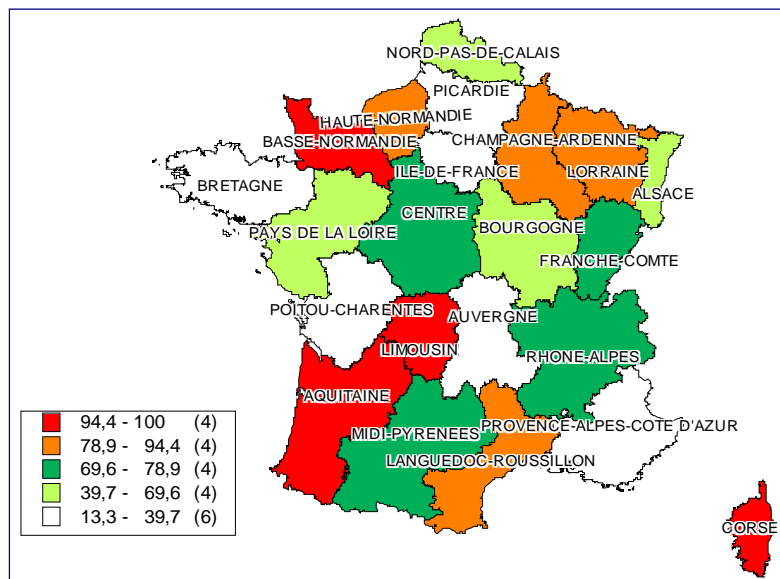 NORD-PAS-DE-CALAIS
PICARDIE
HAUTE-NORMANDIE
BASSE-NORMANDIE
CHAMPAGNE-ARDENNE
ILE-DE-FRANCE
LORRAINE
BRETAGNE
ALSACE
CENTRE
PAYS DE LA LOIRE
BOURGOGNE
FRANCHE-COMTE
POITOU-CHARENTES
AUVERGNE
LIMOUSIN
RHONE-ALPES
AQUITAINE
MIDI-PYRENEES
PROVENCE-ALPES-COTE D'AZUR
LANGUEDOC-ROUSSILLON
CORSE
94,4 - 100 (4)
78,9 - 94,4 (4)
69,6 - 78,9 (4)
39,7 - 69,6 (4)
13,3 - 39,7 (6)